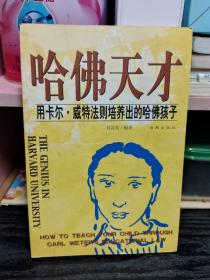 哈佛天才
用卡尔·威特法则培养出的哈佛孩子
THE GENIUS IN
HARVARD UNIVERSITY
HOW TO TEACH YOUR CHILD THROUGH
CARL WETER'S EDUCATIONAL LAW